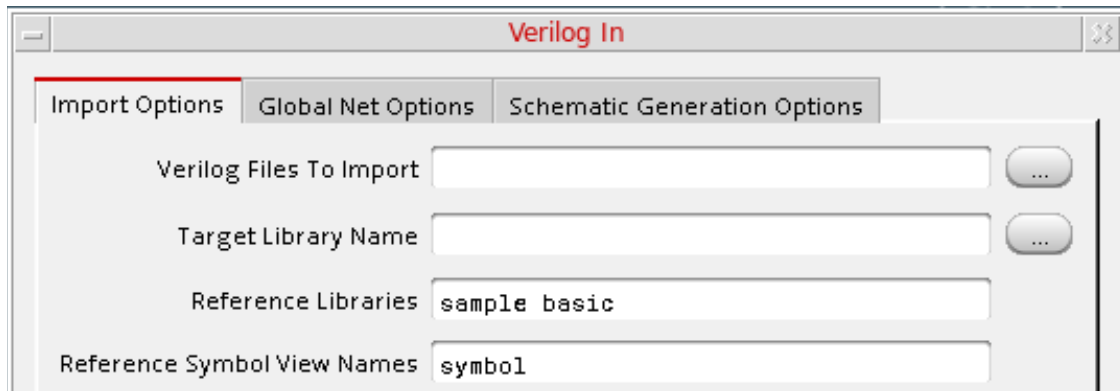 Verilog In
Import Options Global Net Options Schematic Generation Options
Verilog Files To Import ...
Target Library Name ...
Reference Libraries sample basic
Reference Symbol View Names symbol